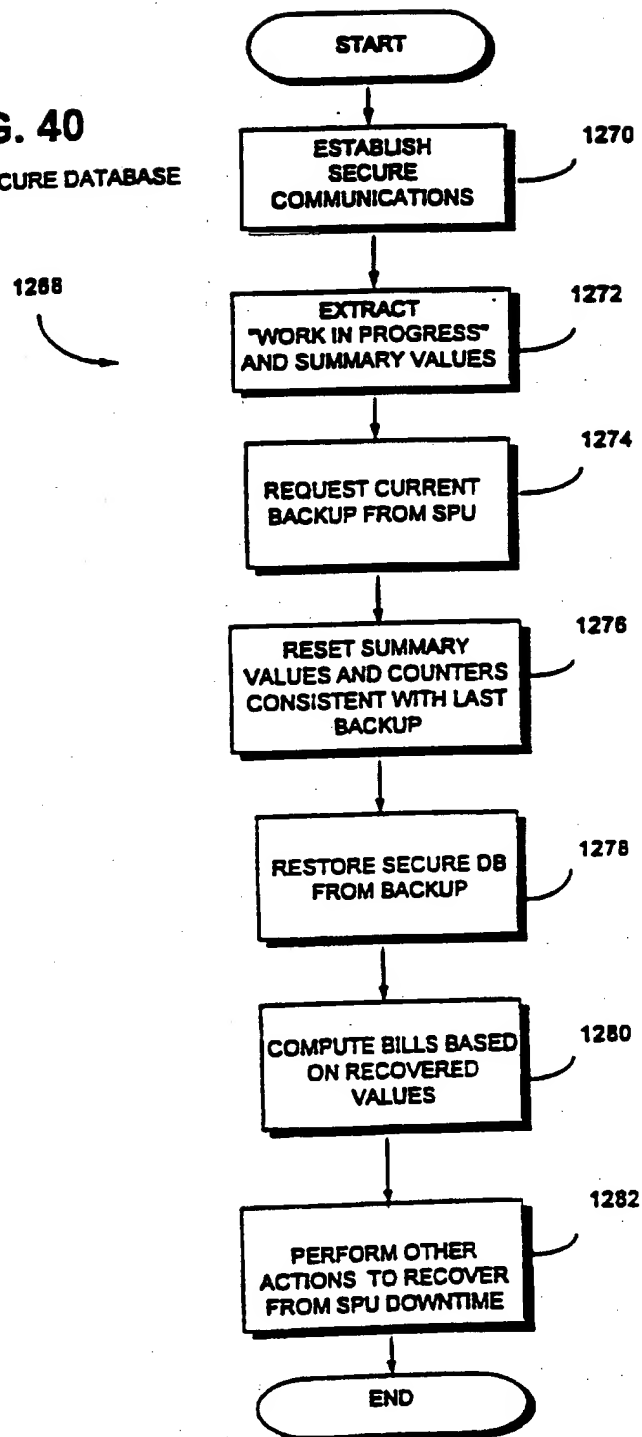 START
G. 40
CURE DATABASE
1268
ESTABLISH
SECURE
COMMUNICATIONS
1270
EXTRACT
"WORK IN PROGRESS"
AND SUMMARY VALUES
1272
REQUEST CURRENT
BACKUP FROM SPU
1274
RESET SUMMARY
VALUES AND COUNTERS
CONSISTENT WITH LAST
BACKUP
1276
RESTORE SECURE DB
FROM BACKUP
1278
COMPUTE BILLS BASED
ON RECOVERED
VALUES
1280
PERFORM OTHER
ACTIONS TO RECOVER
FROM SPU DOWNTIME
1282
END